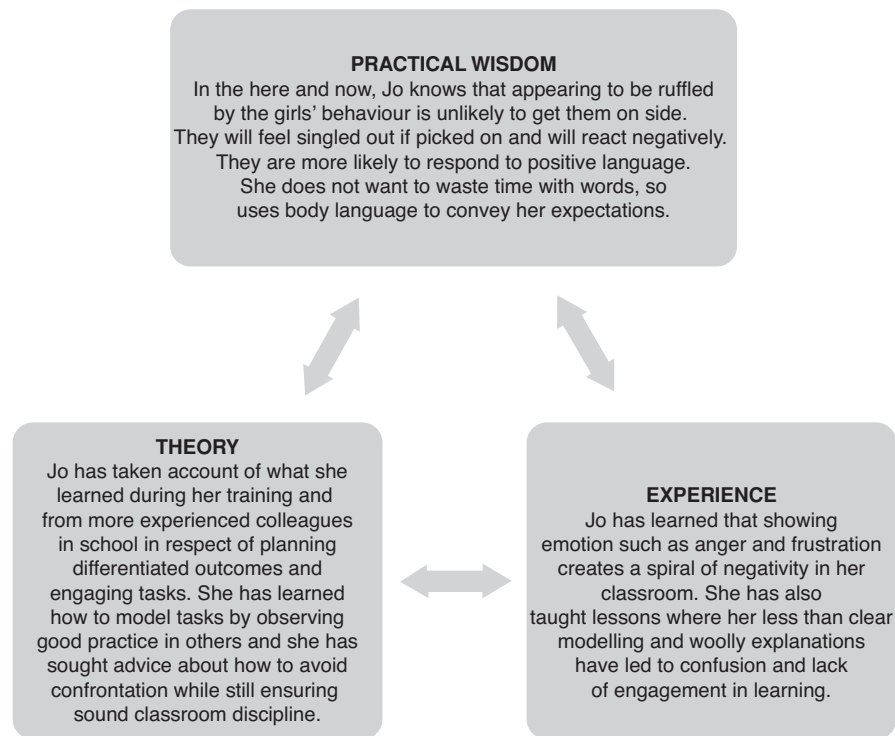 PRACTICAL WISDOM
In the here and now, Jo knows that appearing to be ruffled
by the girls' behaviour is unlikely to get them on side.
They will feel singled out if picked on and will react negatively.
They are more likely to respond to positive language.
She does not want to waste time with words, so
uses body language to convey her expectations.
THEORY
Jo has taken account of what she
learned during her training and
from more experienced colleagues
in school in respect of planning
differentiated outcomes and
engaging tasks. She has learned
how to model tasks by observing
good practice in others and she has
sought advice about how to avoid
confrontation while still ensuring
sound classroom discipline.
EXPERIENCE
Jo has learned that showing
emotion such as anger and frustration
creates a spiral of negativity in her
classroom. She has also
taught lessons where her less than clear
modelling and woolly explanations
have led to confusion and lack
of engagement in learning.